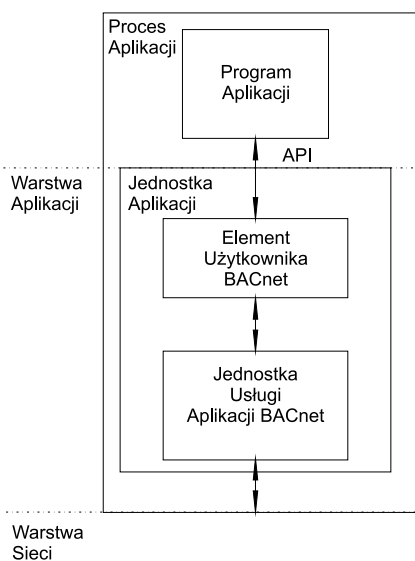 Proces
Aplikacji
Program
Aplikacji
API
Warstwa
Aplikacji
Jednostka
Aplikacji
Element
Użytkownika
BACnet
Jednostka
Usługi
Aplikacji BACnet
Warstwa
Sieci